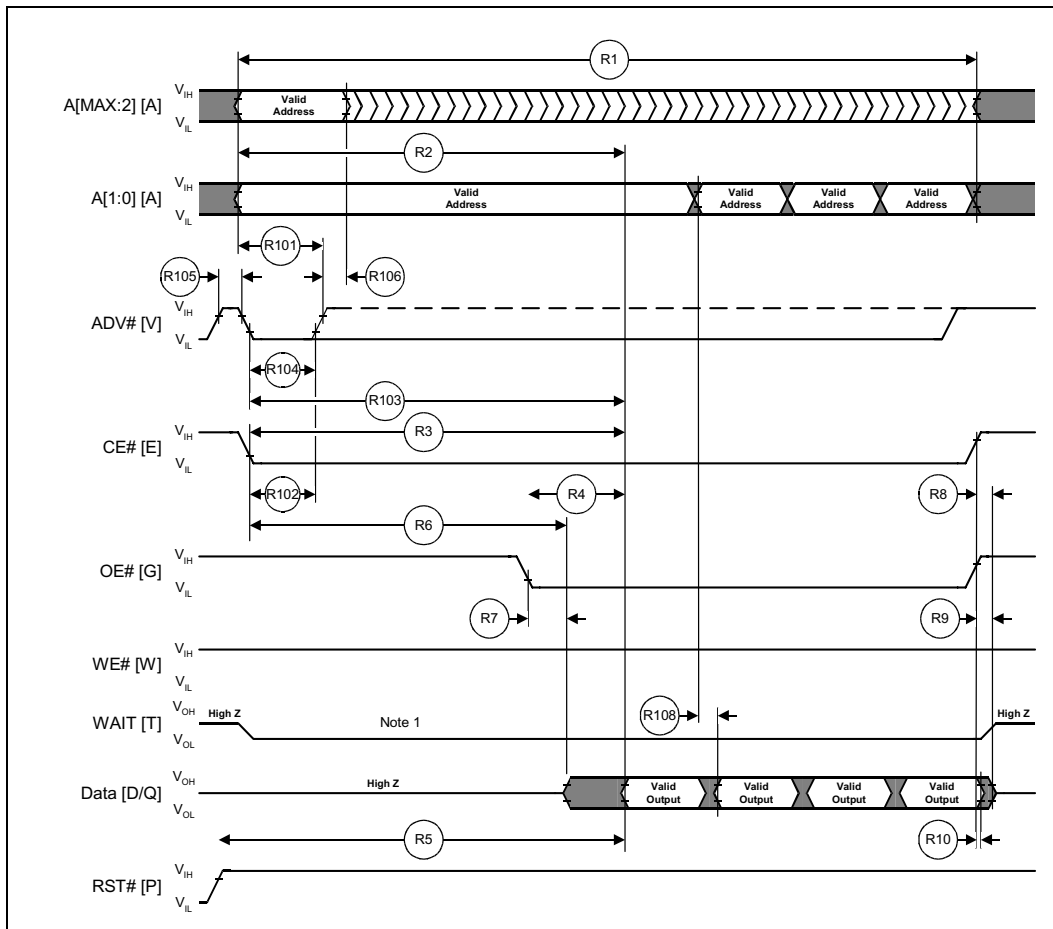 R1
A[MAX:2] [A]
VIH
VIL
Valid Address
R2
A[1:0] [A]
VIH
VIL
Valid Address
Valid Address
Valid Address
Valid Address
R101
R105
R106
ADV# [V]
VIH
VIL
R104
R103
CE# [E]
VIH
VIL
R3
R102
R4
R8
R6
OE# [G]
VIH
VIL
R7
R9
WE# [W]
VIH
VIL
WAIT [T]
VOH
VOL
High Z
Note 1
R108
High Z
Data [D/Q]
VOH
VOL
High Z
Valid Output
Valid Output
Valid Output
Valid Output
R5
R10
RST# [P]
VIH
VIL